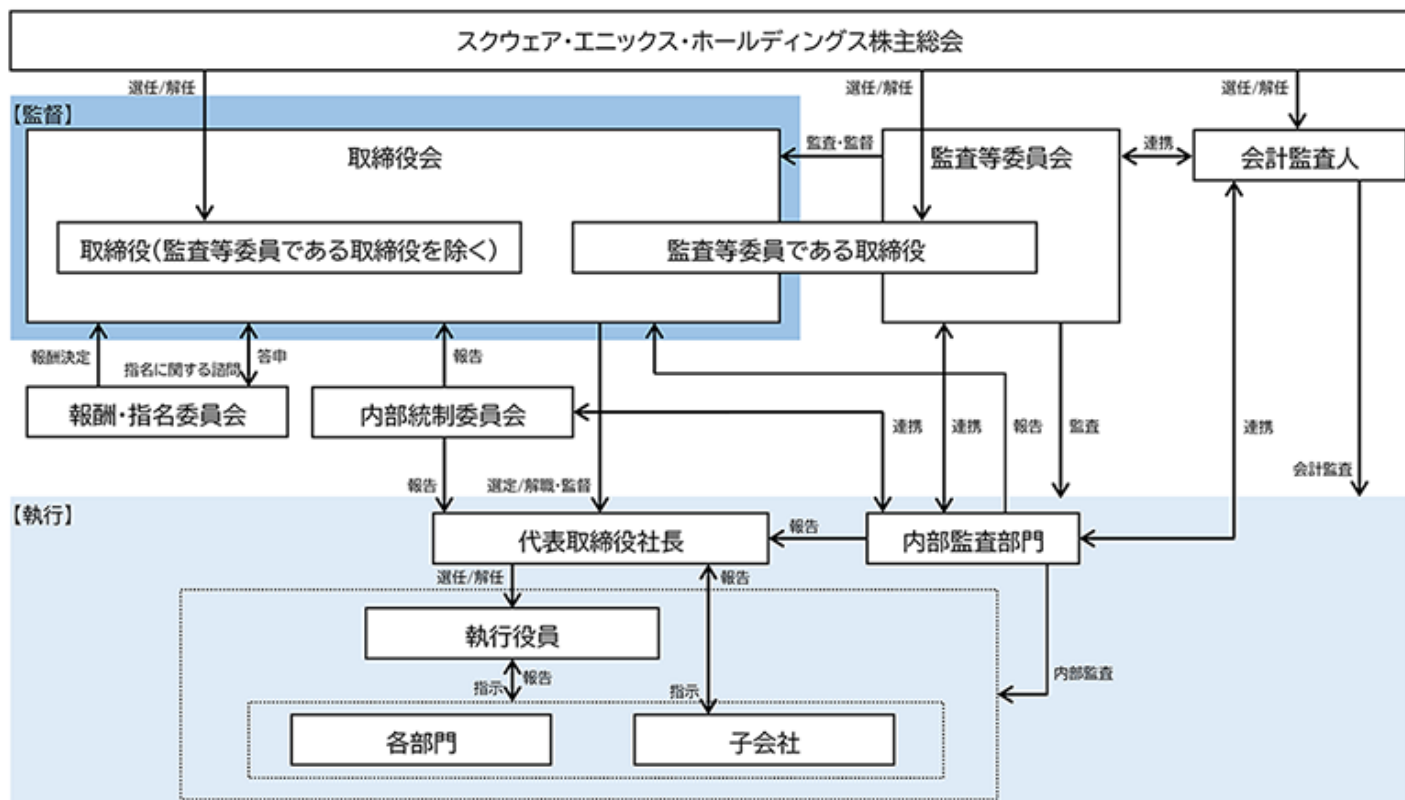 スクウェア・エニックス・ホールディングス株主総会
選任/解任
選任/解任
選任/解任
【監督】
取締役会
監査・監督
監査等委員会
連携
会計監査人
取締役(監査等委員である取締役を除く)
監査等委員である取締役
報酬決定
答申
指名に関する諮問
報告
報酬・指名委員会
内部統制委員会
連携
連携
報告
監査
連携
報告
選定/解職・監督
会計監査
【執行】
代表取締役社長
報告
内部監査部門
選任/解任
報告
執行役員
報告
指示
指示
内部監査
各部門
子会社